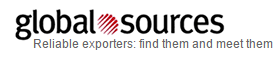 global sources
Reliable exporters: find them and meet them